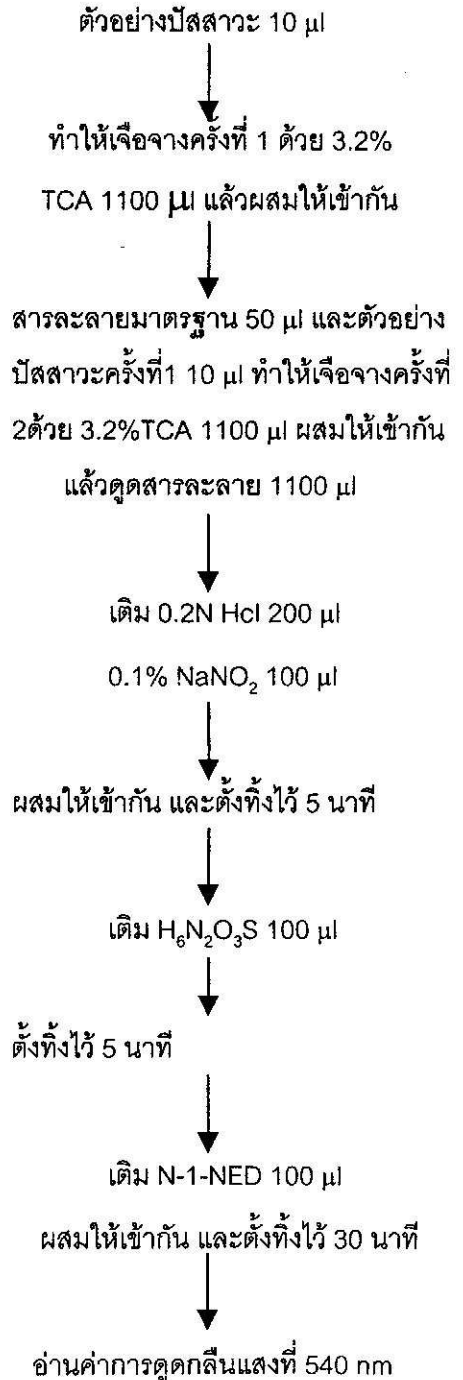 ตัวอย่างปัสสาวะ 10 µl
ทำให้เจือจางครั้งที่ 1 ด้วย 3.2%
TCA 1100 µl แล้วผสมให้เข้ากัน
สารละลายมาตรฐาน 50 µl และตัวอย่าง
ปัสสาวะครั้งที่1 10 µl ทำให้เจือจางครั้งที่
2ด้วย 3.2%TCA 1100 µl ผสมให้เข้ากัน
แล้วดูดสารละลาย 1100 µl
เติม 0.2N Hcl 200 µl
0.1% NaNO₂ 100 µl
ผสมให้เข้ากัน และตั้งทิ้งไว้ 5 นาที
เติม H₆N₂O₃S 100 µl
ตั้งทิ้งไว้ 5 นาที
เติม N-1-NED 100 µl
ผสมให้เข้ากัน และตั้งทิ้งไว้ 30 นาที
อ่านค่าการดูดกลืนแสงที่ 540 nm